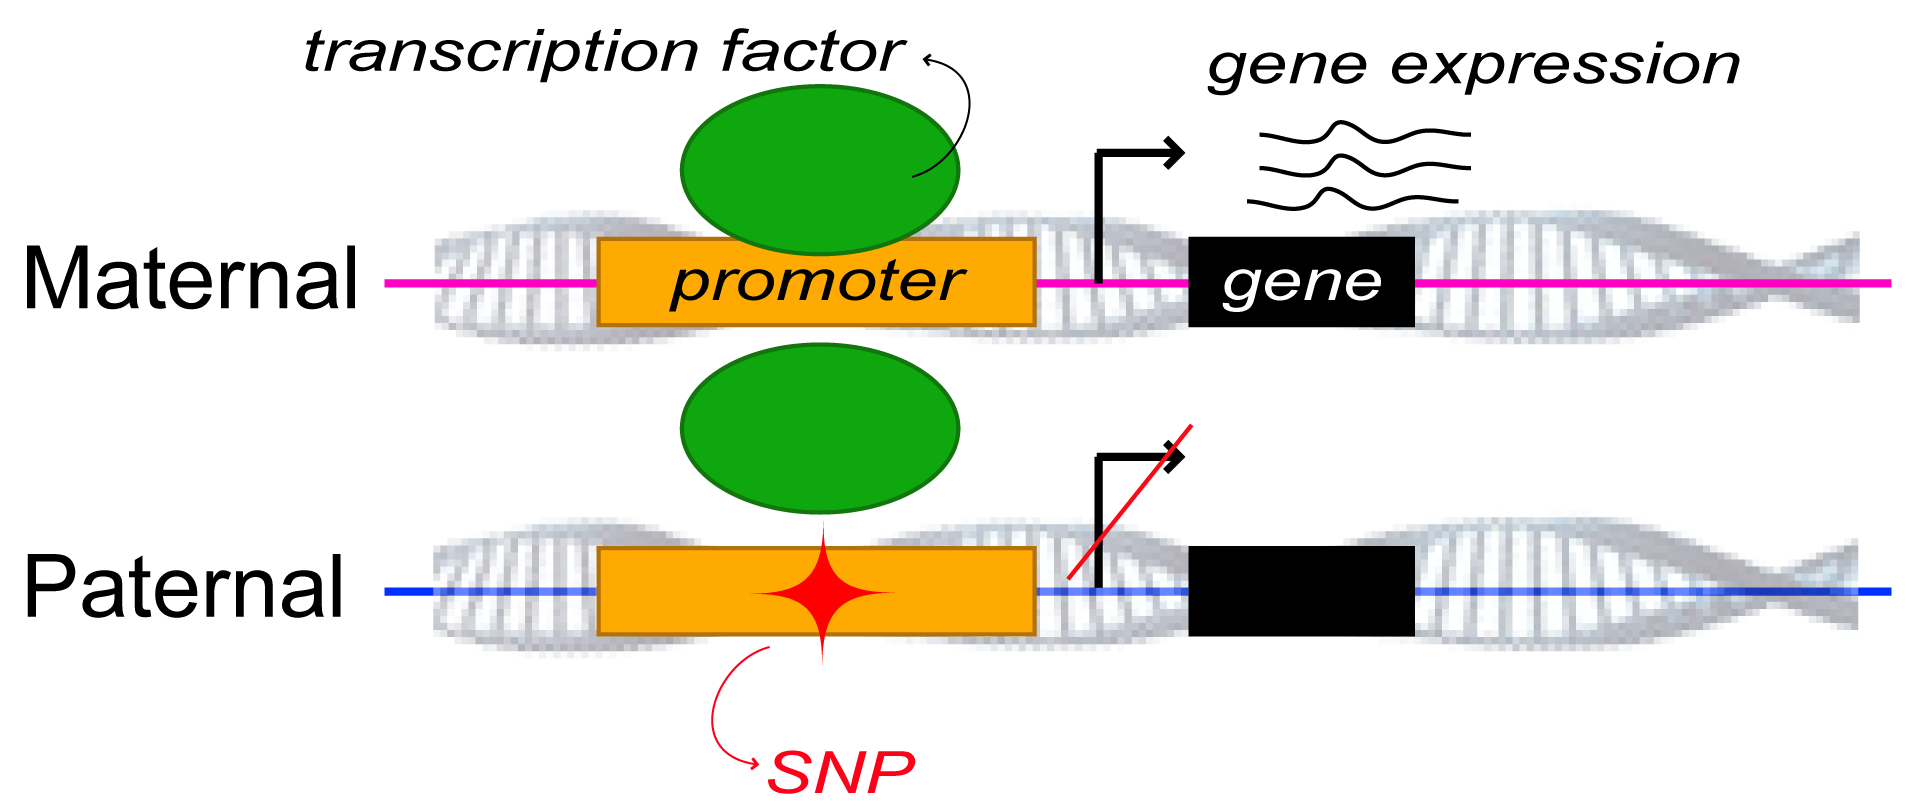 transcription factor
gene expression
Maternal
promoter
gene
Paternal
SNP